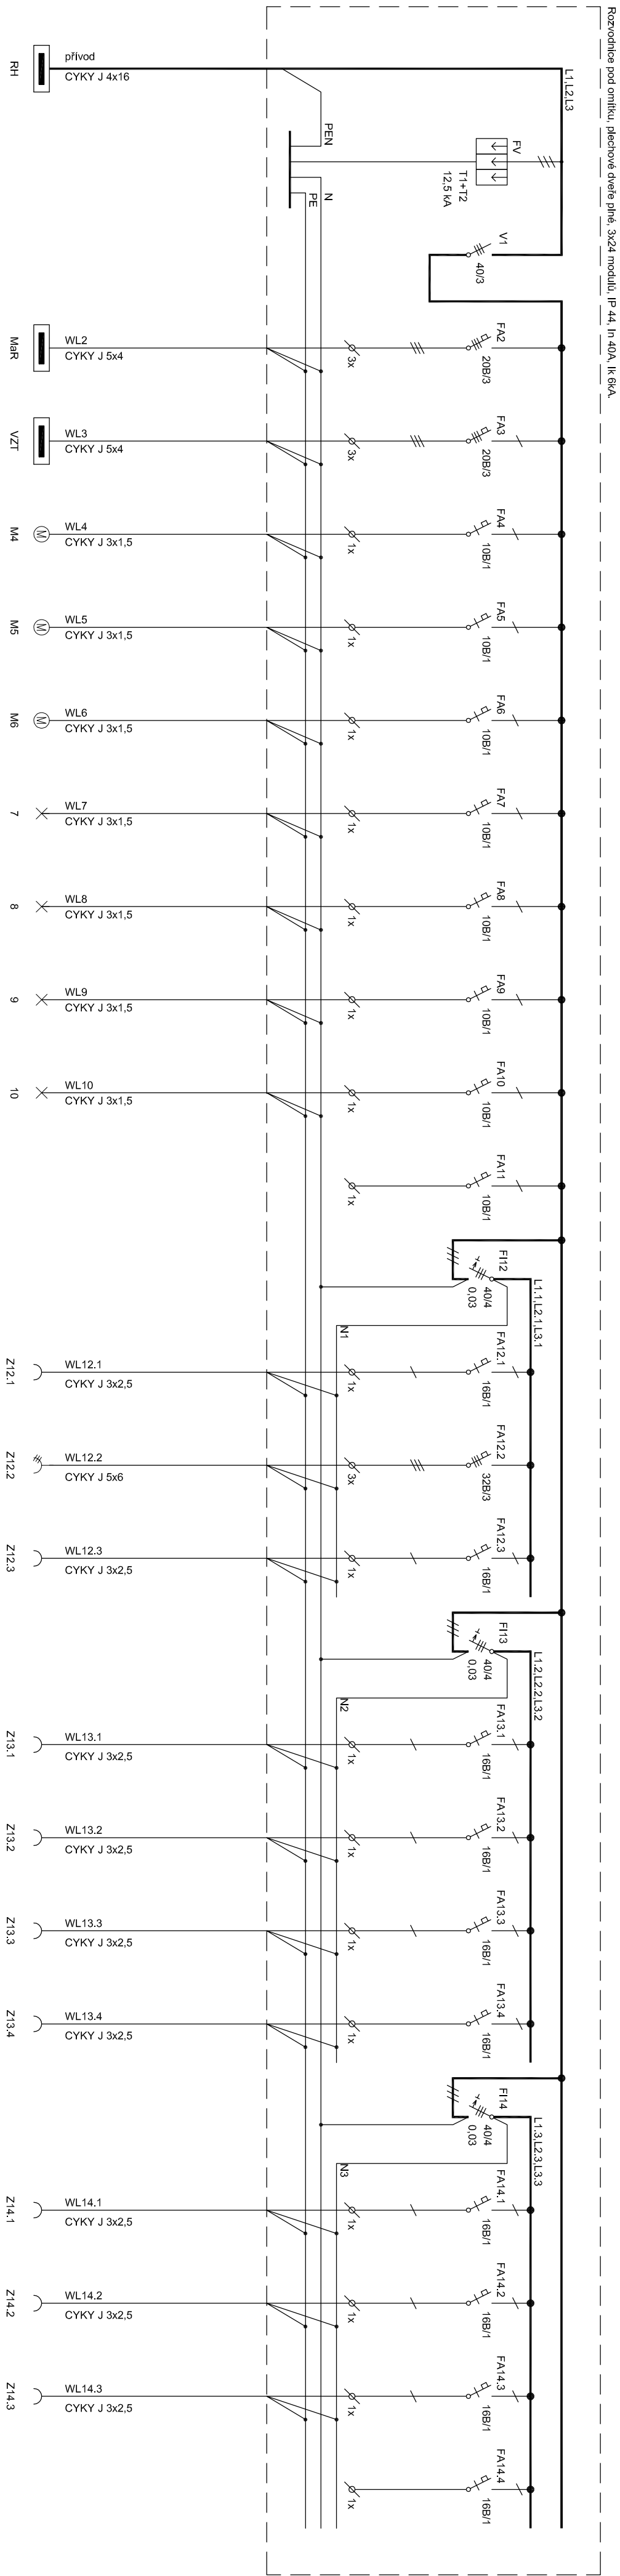 Rozvodnice pod omítku, plechové dveře plné, 3x24 modulů, IP 44, In 40A, Ik 6kA.
přívod
CYKY J 4x16
RH
L1,L2,L3
PEN
N
PE
FV
T1+T2
12,5 kA
V1
40/3
FA2
20B/3
3x
WL2
CYKY J 5x4
MaR
FA3
20B/3
3x
WL3
CYKY J 5x4
VZT
FA4
10B/1
1x
WL4
CYKY J 3x1,5
M
M4
FA5
10B/1
1x
WL5
CYKY J 3x1,5
M
M5
FA6
10B/1
1x
WL6
CYKY J 3x1,5
M
M6
FA7
10B/1
1x
WL7
CYKY J 3x1,5
7
FA8
10B/1
1x
WL8
CYKY J 3x1,5
8
FA9
10B/1
1x
WL9
CYKY J 3x1,5
9
FA10
10B/1
1x
WL10
CYKY J 3x1,5
10
FA11
10B/1
1x
FI12
40/4
0,03
L1.1,L2.1,L3.1
N1
FA12.1
16B/1
1x
WL12.1
CYKY J 3x2,5
Z12.1
FA12.2
32B/3
3x
WL12.2
CYKY J 5x6
Z12.2
FA12.3
16B/1
1x
WL12.3
CYKY J 3x2,5
Z12.3
FI13
40/4
0,03
L1.2,L2.2,L3.2
N2
FA13.1
16B/1
1x
WL13.1
CYKY J 3x2,5
Z13.1
FA13.2
16B/1
1x
WL13.2
CYKY J 3x2,5
Z13.2
FA13.3
16B/1
1x
WL13.3
CYKY J 3x2,5
Z13.3
FA13.4
16B/1
1x
WL13.4
CYKY J 3x2,5
Z13.4
FI14
40/4
0,03
L1.3,L2.3,L3.3
N3
FA14.1
16B/1
1x
WL14.1
CYKY J 3x2,5
Z14.1
FA14.2
16B/1
1x
WL14.2
CYKY J 3x2,5
Z14.2
FA14.3
16B/1
1x
WL14.3
CYKY J 3x2,5
Z14.3
FA14.4
16B/1
1x